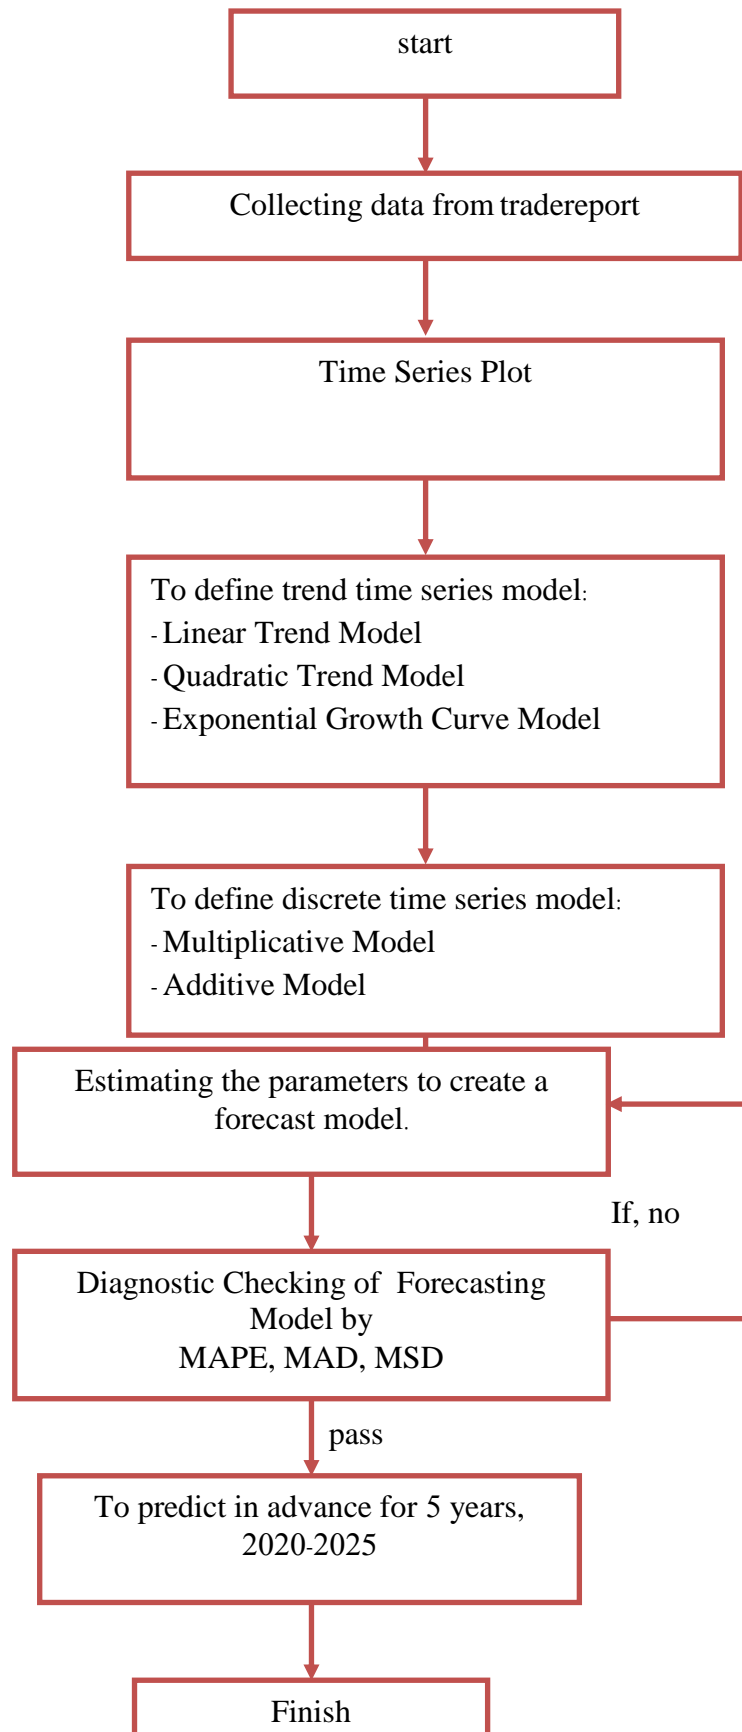 start
Collecting data from tradereport
Time Series Plot
To define trend time series model:
- Linear Trend Model
- Quadratic Trend Model
- Exponential Growth Curve Model
To define discrete time series model:
- Multiplicative Model
- Additive Model
Estimating the parameters to create a
forecast model.
If, no
Diagnostic Checking of Forecasting
Model by
MAPE, MAD, MSD
pass
To predict in advance for 5 years,
2020-2025
Finish